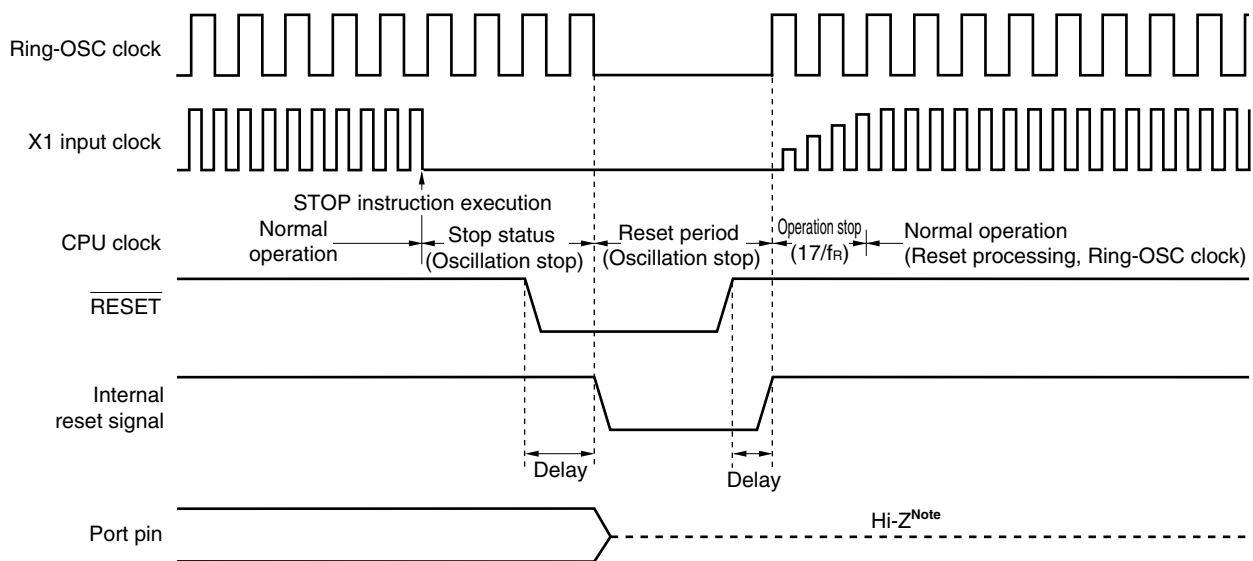 Ring-OSC clock
X1 input clock
STOP instruction execution
CPU clock
Normal
operation
Stop status
(Oscillation stop)
Reset period
(Oscillation stop)
Operation stop
(17/fR)
Normal operation
(Reset processing, Ring-OSC clock)
RESET
Internal
reset signal
Delay
Delay
Port pin
Hi-ZNote